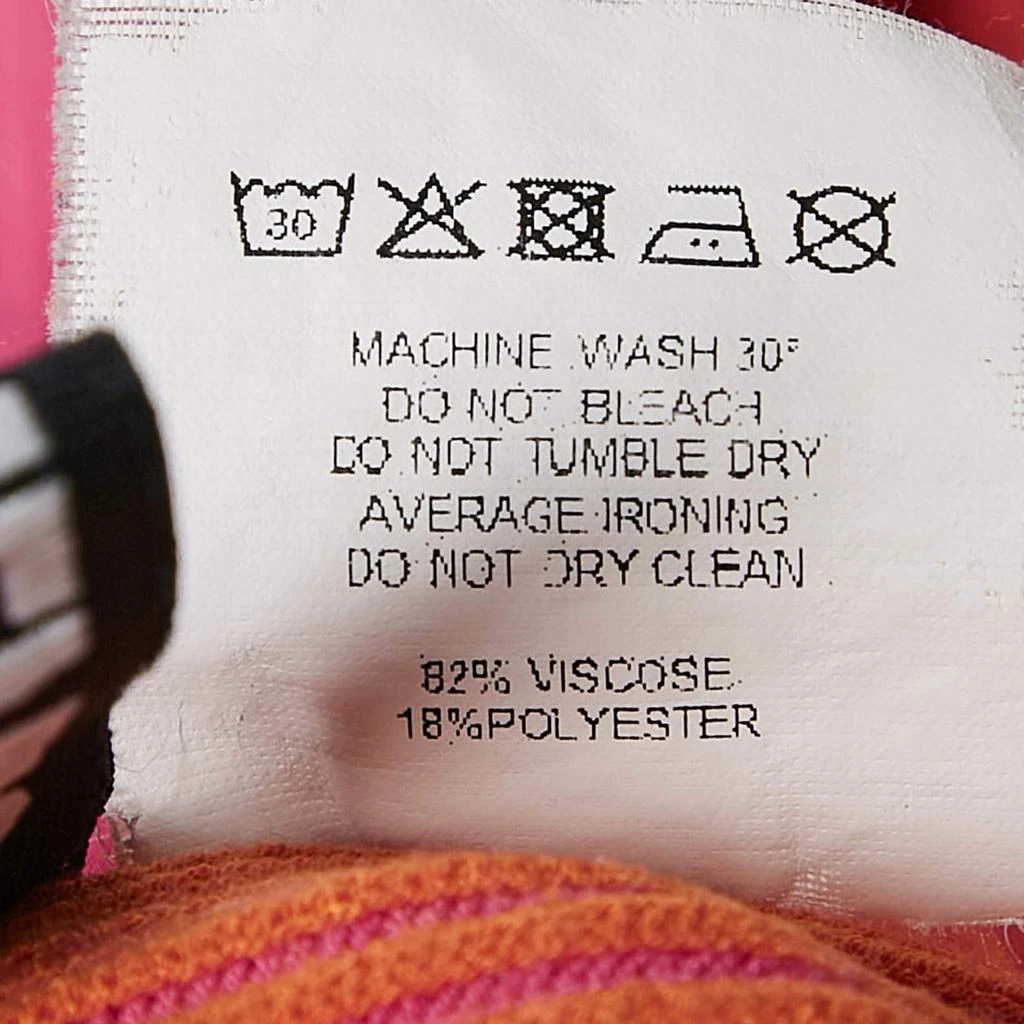 30
MACHINE WASH 30°
DO NOT BLEACH
DO NOT TUMBLE DRY
AVERAGE IRONING
DO NOT DRY CLEAN
82% VISCOSE
18%POLYESTER